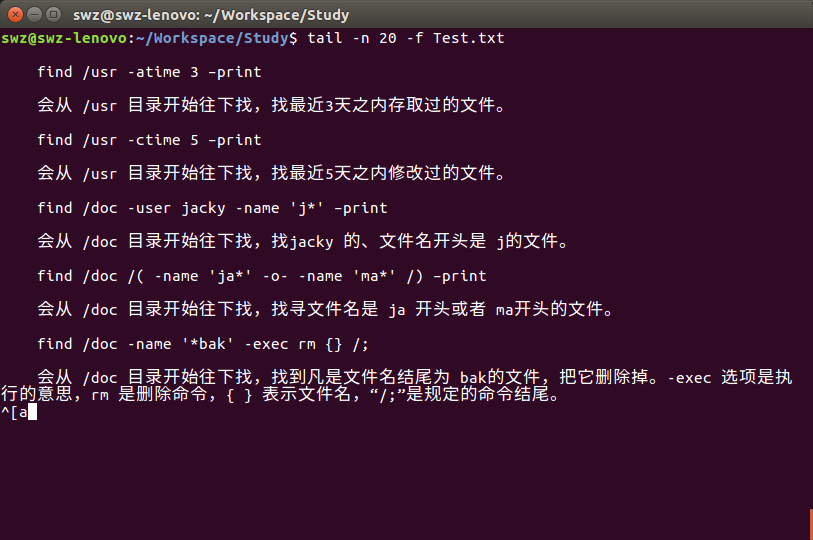 swz@swz-lenovo: ~/Workspace/Study
swz@swz-lenovo:~/Workspace/Study$ tail -n 20 -f Test.txt
find /usr -atime 3 –print
会从 /usr 目录开始往下找，找最近3天之内存取过的文件。
find /usr -ctime 5 –print
会从 /usr 目录开始往下找，找最近5天之内修改过的文件。
find /doc -user jacky -name 'j*' –print
会从 /doc 目录开始往下找，找jacky 的、文件名开头是 j的文件。
find /doc /( -name 'ja*' -o- -name 'ma*' /) –print
会从 /doc 目录开始往下找，找寻文件名是 ja 开头或者 ma开头的文件。
find /doc -name '*bak' -exec rm {} /;
会从 /doc 目录开始往下找，找到凡是文件名结尾为 bak的文件，把它删除掉。-exec 选项是执
行的意思，rm 是删除命令，{ } 表示文件名，“/;”是规定的命令结尾。
^[a